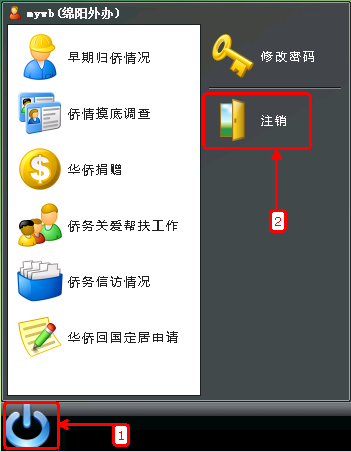 mywb(绵阳外办)
早期归侨情况
侨情摸底调查
华侨捐赠
侨务关爱帮扶工作
侨务信访情况
华侨回国定居申请
修改密码
注销
2
1